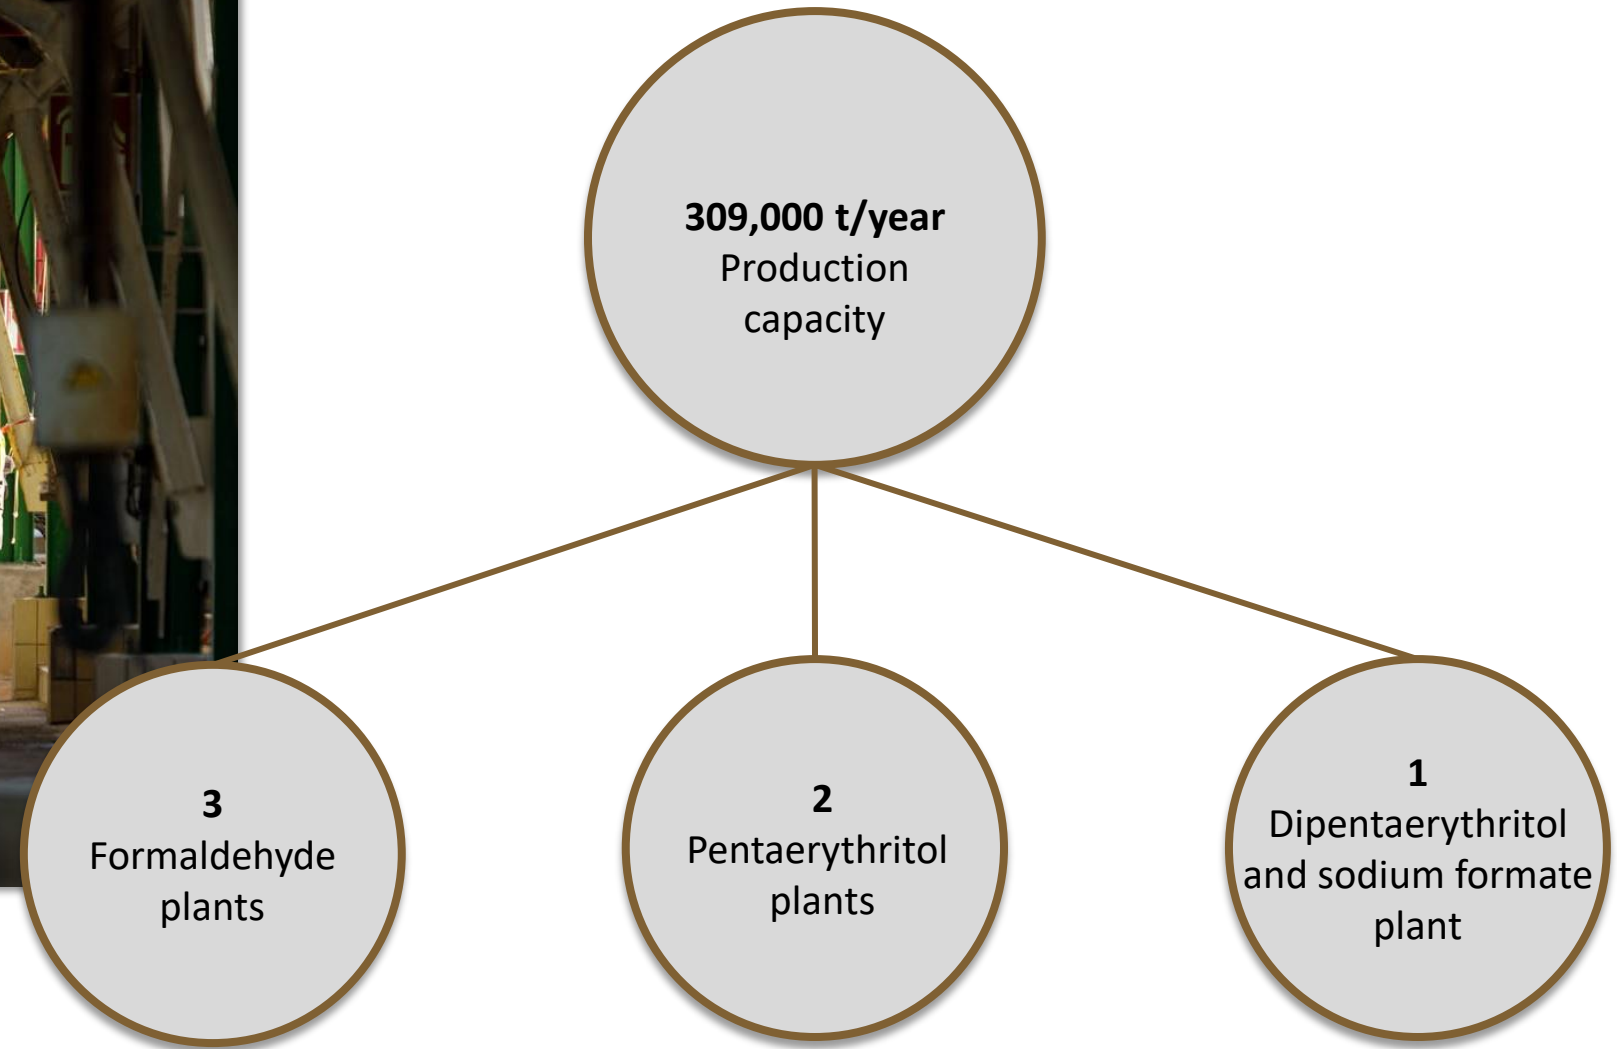 309,000 t/year
Production
capacity
3
Formaldehyde
plants
2
Pentaerythritol
plants
1
Dipentaerythritol
and sodium formate
plant